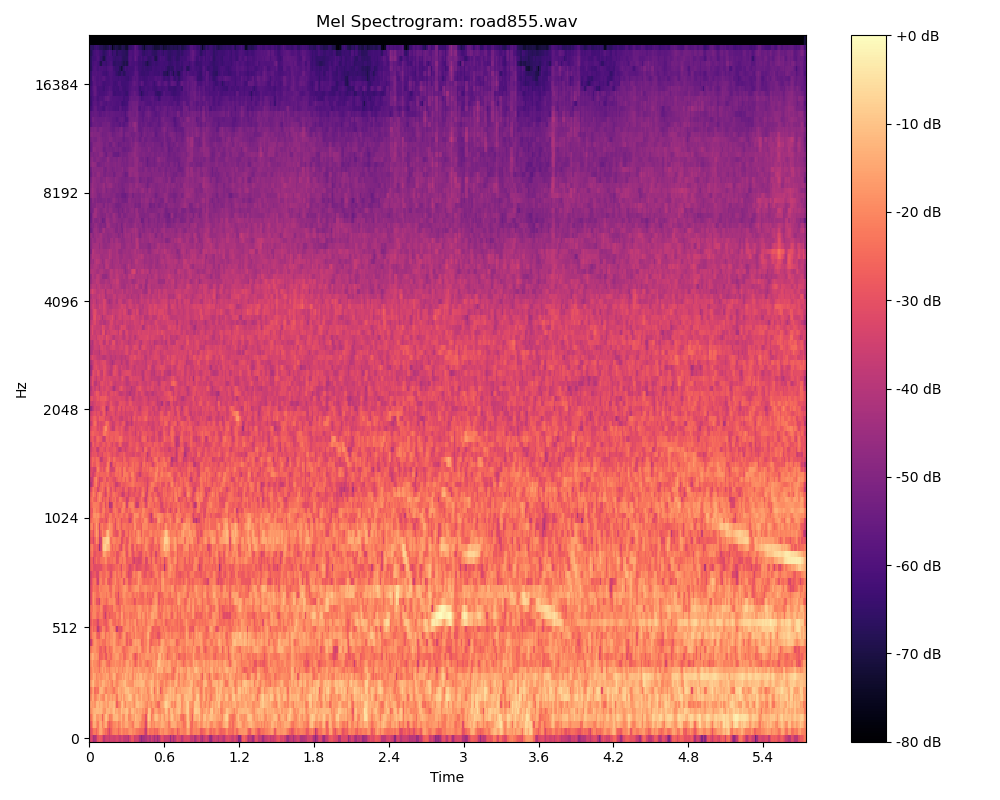 Mel Spectrogram: road855.wav
Hz
16384
8192
4096
2048
1024
512
0
0 0.6 1.2 1.8 2.4 3 3.6 4.2 4.8 5.4
Time
+0 dB
-10 dB
-20 dB
-30 dB
-40 dB
-50 dB
-60 dB
-70 dB
-80 dB